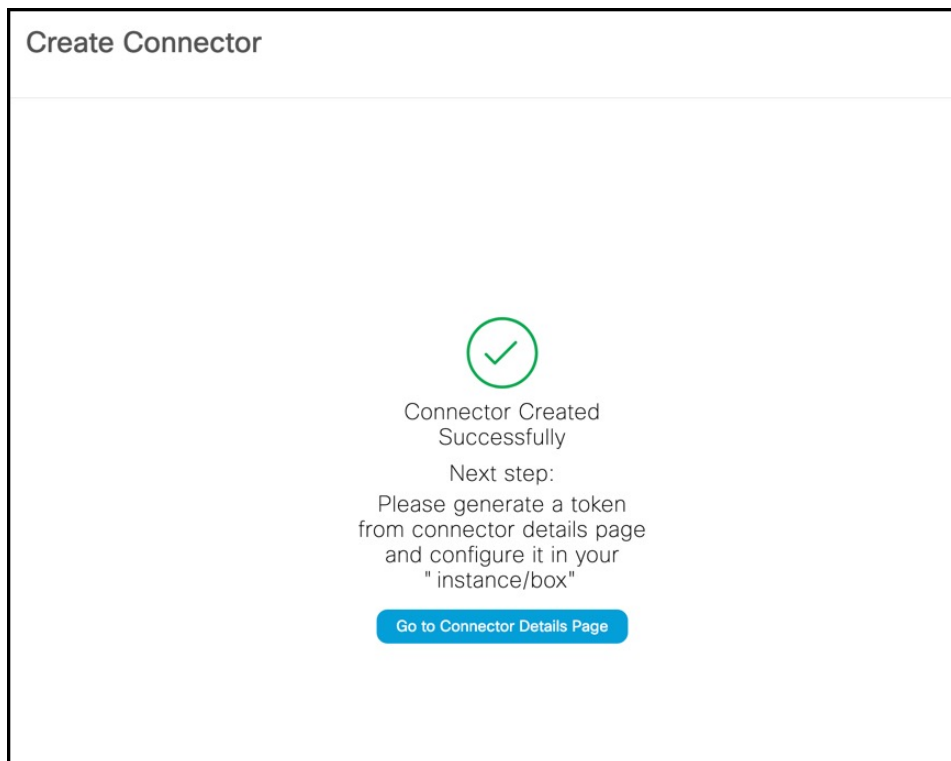 Create Connector
Connector Created
Successfully
Next step:
Please generate a token
from connector details page
and configure it in your
" instance/box"
Go to Connector Details Page